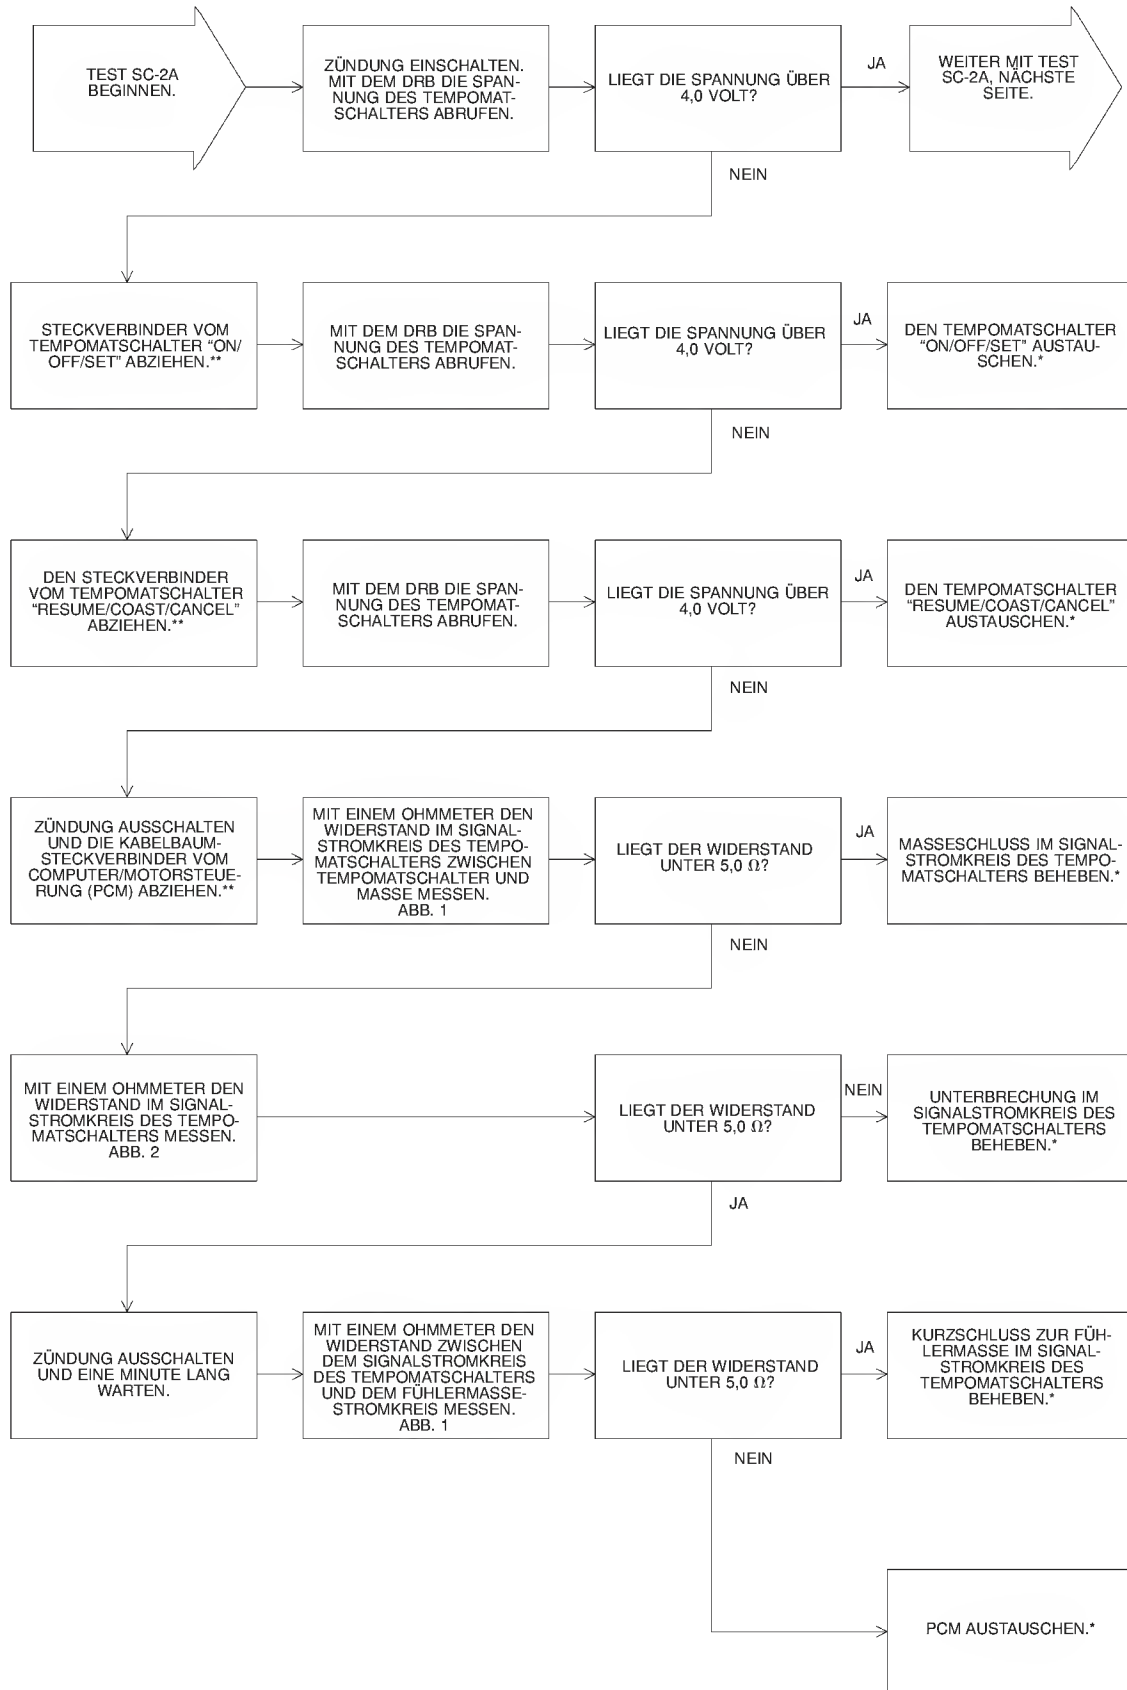 TEST SC-2A
BEGINNEN.
ZÜNDUNG EINSCHALTEN.
MIT DEM DRB DIE SPAN-
NUNG DES TEMPOMAT-
SCHALTERS ABRUFEN.
LIEGT DIE SPANNUNG ÜBER
4,0 VOLT?
JA
WEITER MIT TEST
SC-2A, NÄCHSTE
SEITE.
NEIN
STECKVERBINDER VOM
TEMPOMATSCHALTER “ON/
OFF/SET” ABZIEHEN.**
MIT DEM DRB DIE SPAN-
NUNG DES TEMPOMAT-
SCHALTERS ABRUFEN.
LIEGT DIE SPANNUNG ÜBER
4,0 VOLT?
JA
DEN TEMPOMATSCHALTER
“ON/OFF/SET” AUSTAU-
SCHEN.*
NEIN
DEN STECKVERBINDER
VOM TEMPOMATSCHALTER
“RESUME/COAST/CANCEL”
ABZIEHEN.**
MIT DEM DRB DIE SPAN-
NUNG DES TEMPOMAT-
SCHALTERS ABRUFEN.
LIEGT DIE SPANNUNG ÜBER
4,0 VOLT?
JA
DEN TEMPOMATSCHALTER
“RESUME/COAST/CANCEL”
AUSTAUSCHEN.*
NEIN
ZÜNDUNG AUSSCHALTEN
UND DIE KABELBAUM-
STECKVERBINDER VOM
COMPUTER/MOTORSTEUE-
RUNG (PCM) ABZIEHEN.**
MIT EINEM OHMMETER DEN
WIDERSTAND IM SIGNAL-
STROMKREIS DES TEMPO-
MATSCHALTERS ZWISCHEN
TEMPOMATSCHALTER UND
MASSE MESSEN.
ABB. 1
LIEGT DER WIDERSTAND
UNTER 5,0 Ω?
JA
MASSESCHLUSS IM SIGNAL-
STROMKREIS DES TEMPO-
MATSCHALTERS BEHEBEN.*
NEIN
MIT EINEM OHMMETER DEN
WIDERSTAND IM SIGNAL-
STROMKREIS DES TEMPO-
MATSCHALTERS MESSEN.
ABB. 2
LIEGT DER WIDERSTAND
UNTER 5,0 Ω?
NEIN
UNTERBRECHUNG IM
SIGNALSTROMKREIS DES
TEMPOMATSCHALTERS
BEHEBEN.*
JA
ZÜNDUNG AUSSCHALTEN
UND EINE MINUTE LANG
WARTEN.
MIT EINEM OHMMETER DEN
WIDERSTAND ZWISCHEN
DEM SIGNALSTROMKREIS
DES TEMPOMATSCHALTERS
UND DEM FÜHLERMASSE-
STROMKREIS MESSEN.
ABB. 1
LIEGT DER WIDERSTAND
UNTER 5,0 Ω?
JA
KURZSCHLUSS ZUR FÜH-
LERMASSE IM SIGNAL-
STROMKREIS DES
TEMPOMATSCHALTERS
BEHEBEN.*
NEIN
PCM AUSTAUSCHEN.*